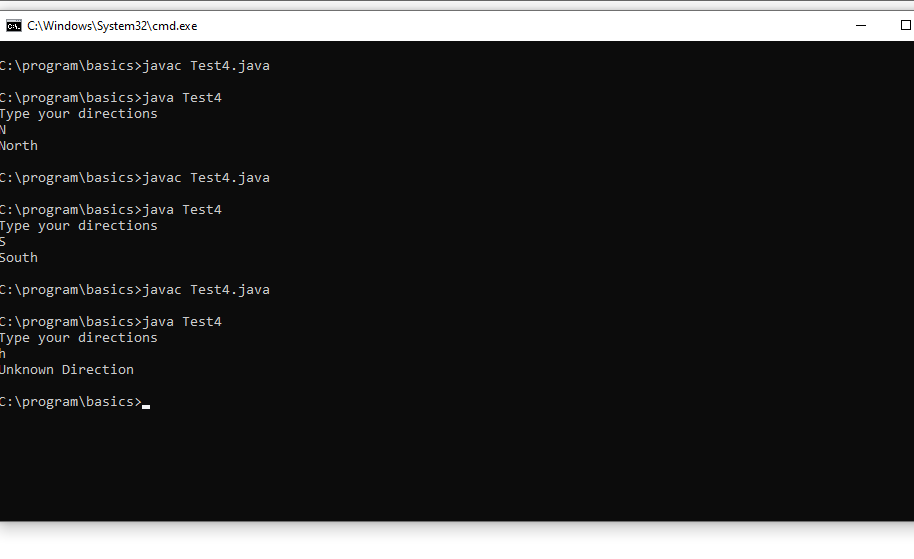 C:\Windows\System32\cmd.exe
C:\program\basics>javac Test4.java
C:\program\basics>java Test4
Type your directions
N
North
C:\program\basics>javac Test4.java
C:\program\basics>java Test4
Type your directions
S
South
C:\program\basics>javac Test4.java
C:\program\basics>java Test4
Type your directions
h
Unknown Direction
C:\program\basics>